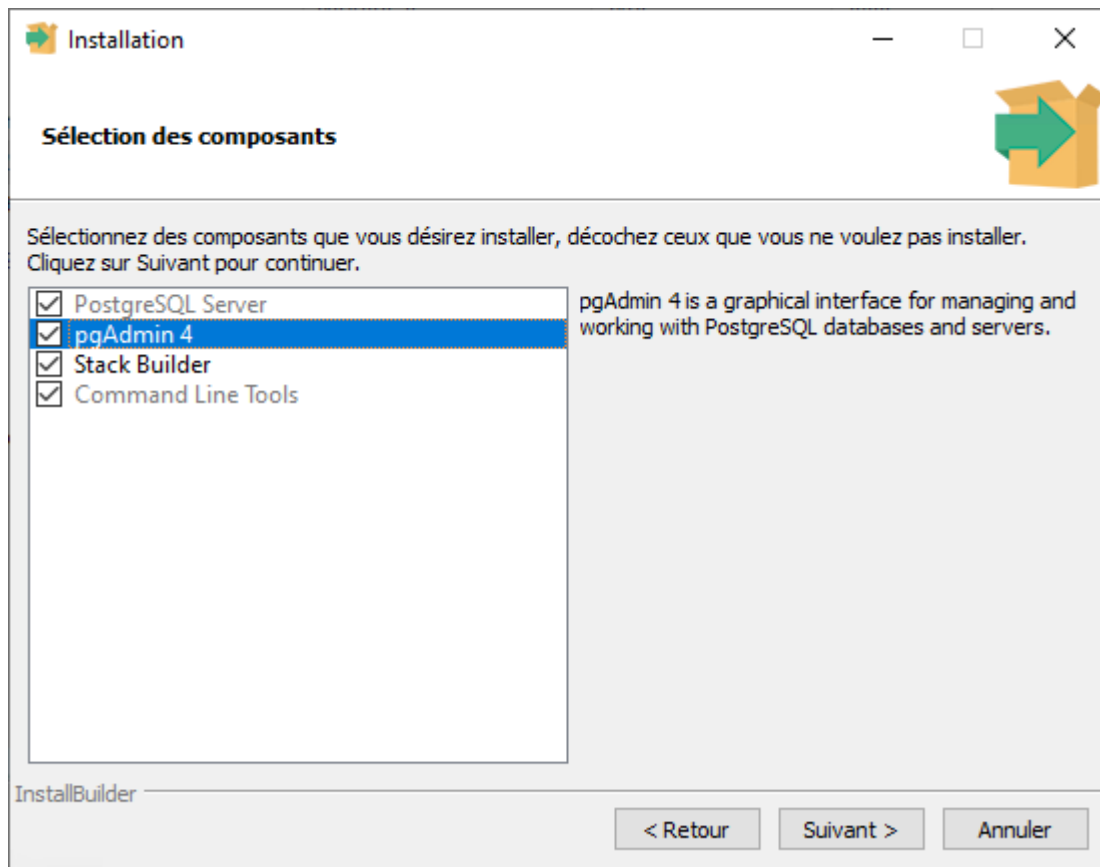 Installation
Sélection des composants
Sélectionnez des composants que vous désirez installer, décochez ceux que vous ne voulez pas installer.
Cliquez sur Suivant pour continuer.
PostgreSQL Server
pgAdmin 4
Stack Builder
Command Line Tools
pgAdmin 4 is a graphical interface for managing and
working with PostgreSQL databases and servers.
InstallBuilder
< Retour
Suivant >
Annuler